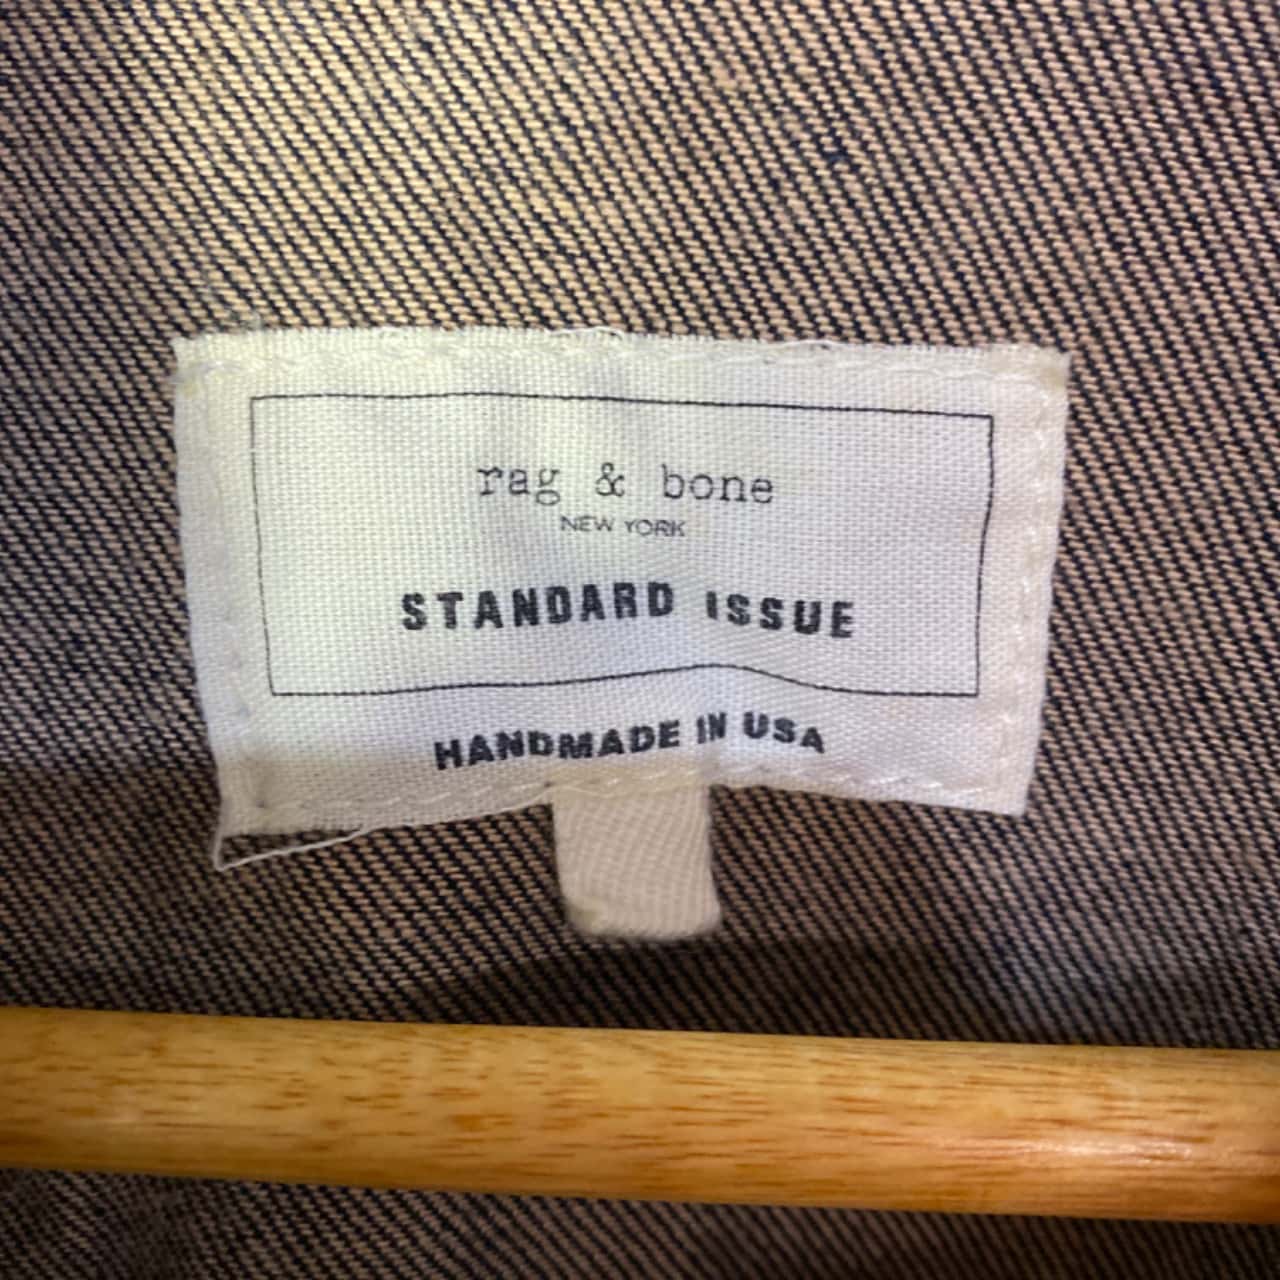 rag & bone
NEW YORK
STANDARD ISSUE
HANDMADE IN USA